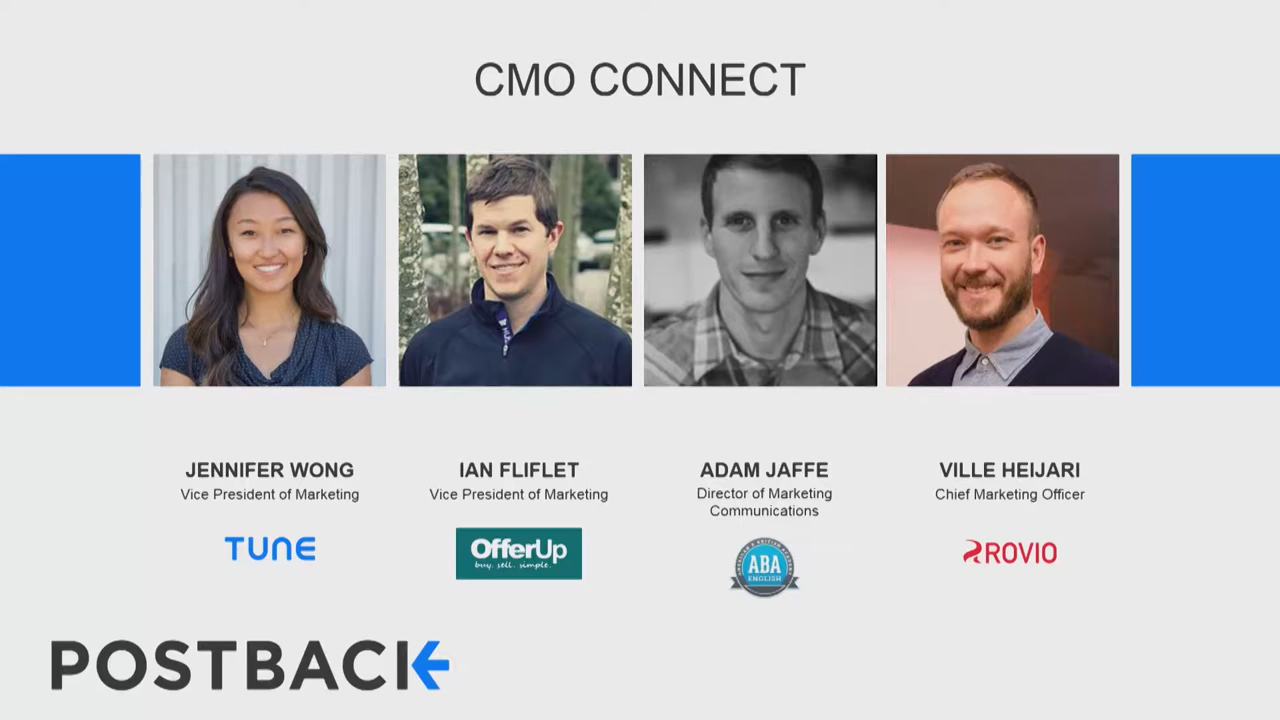 CMO CONNECT
JENNIFER WONG
Vice President of Marketing
TUNE
IAN FLIFLET
Vice President of Marketing
OfferUp
buy. sell. simple.
ADAM JAFFE
Director of Marketing
Communications
ABA
ENGLISH
VILLE HEIJARI
Chief Marketing Officer
ROVIO
POSTBACK